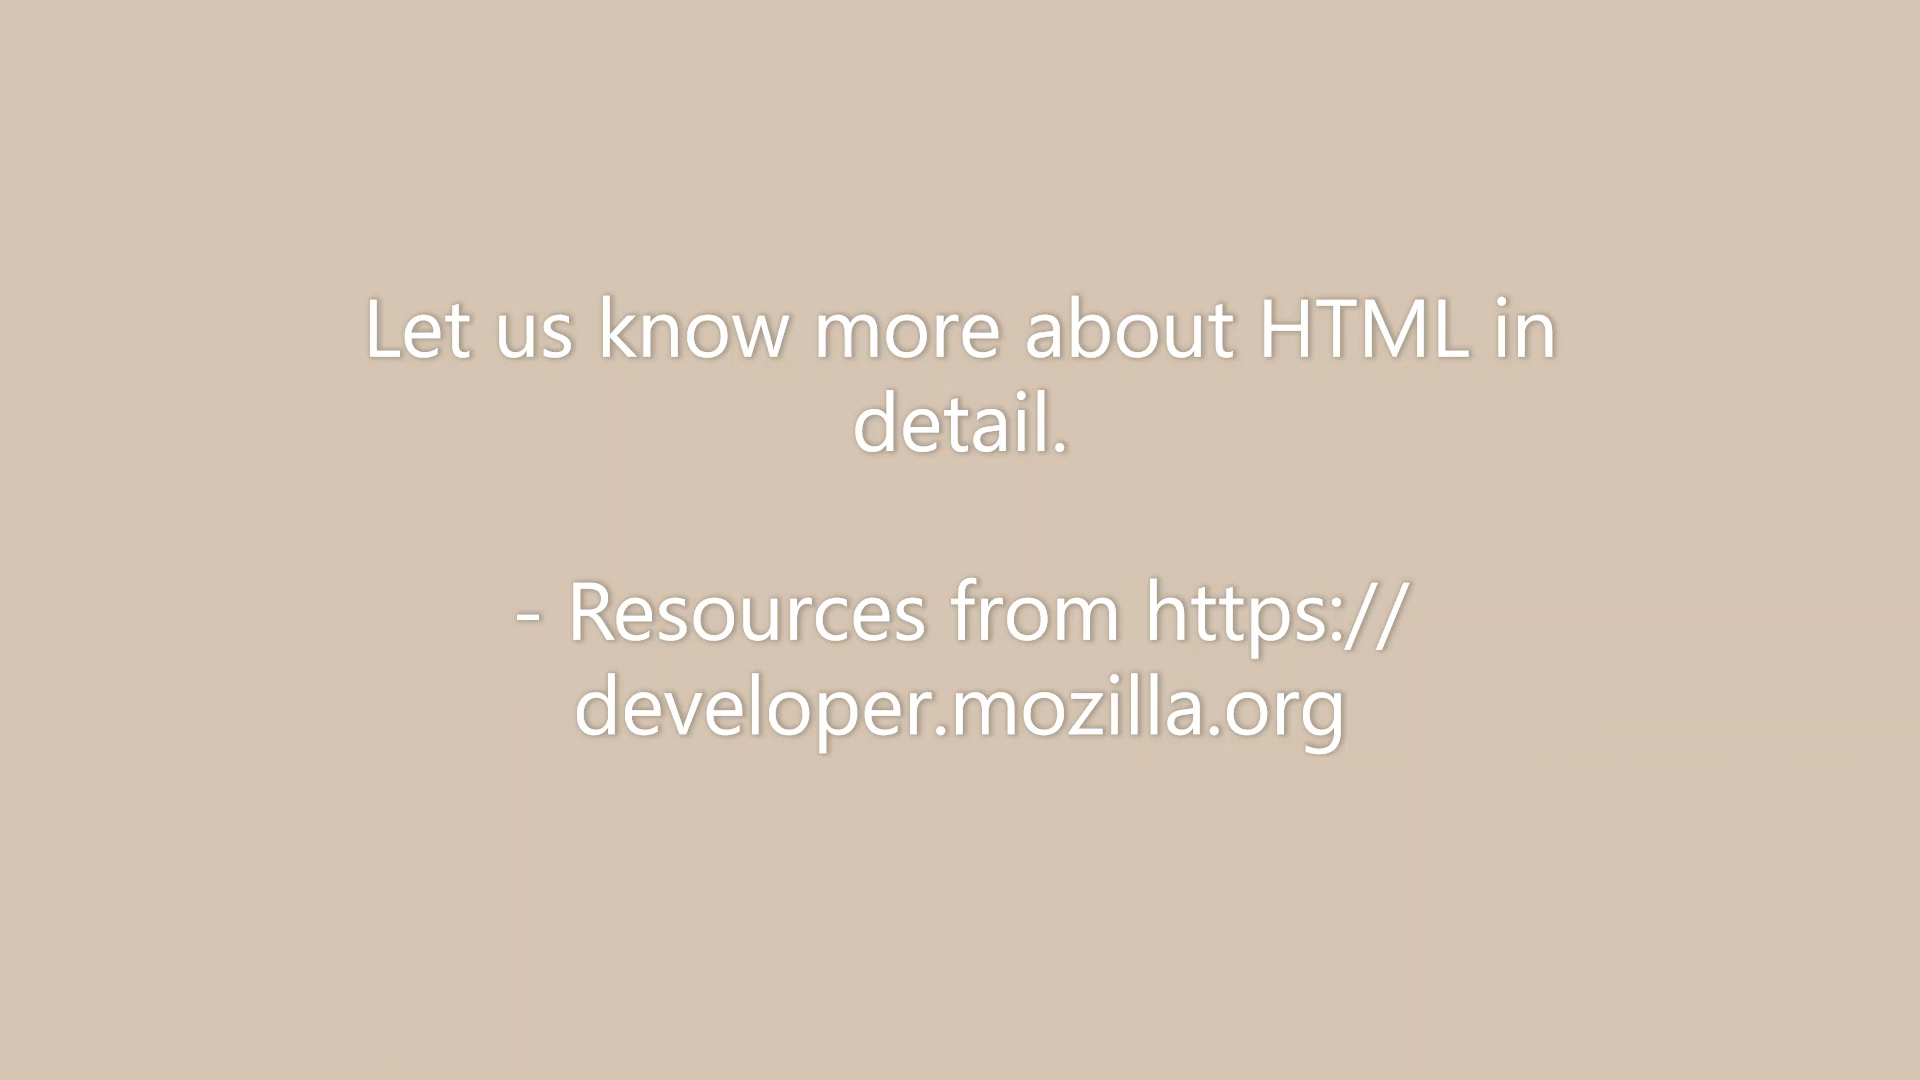 Let us know more about HTML in
detail.
- Resources from https://
developer.mozilla.org